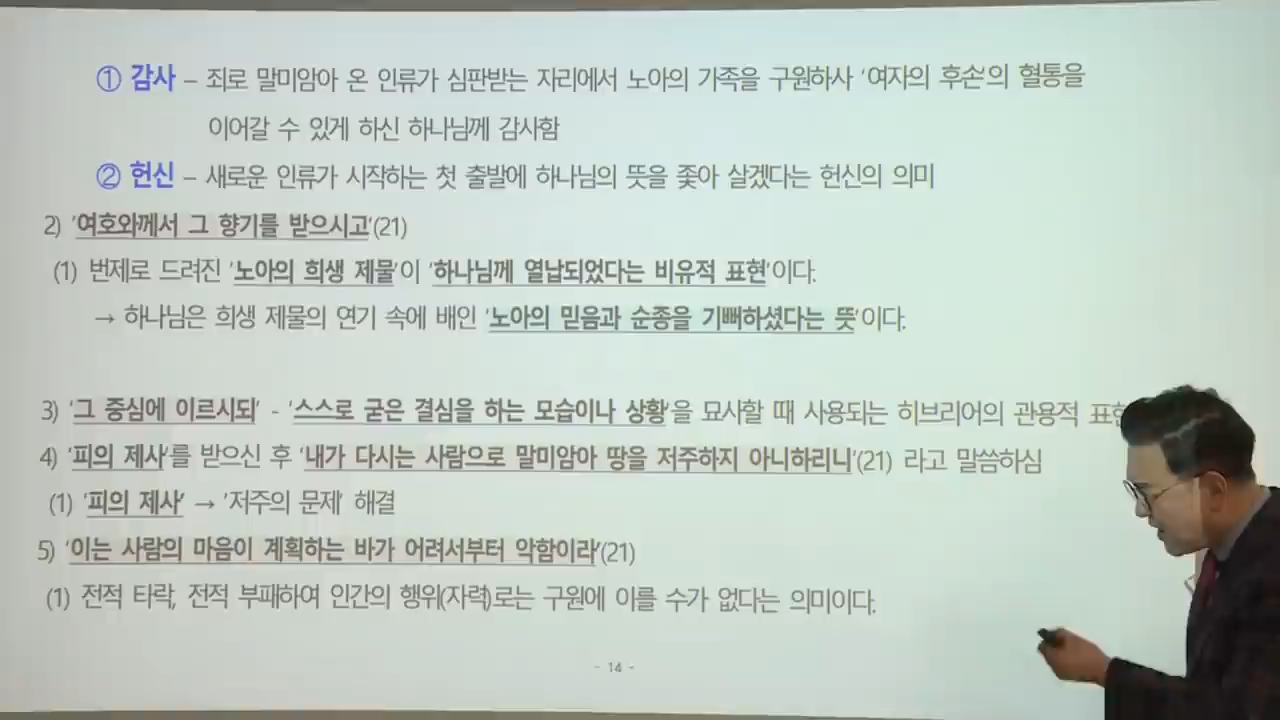 ① 감사 – 죄로 말미암아 온 인류가 심판받는 자리에서 노아의 가족을 구원하사 '여자의 후손'의 혈통을
이어갈 수 있게 하신 하나님께 감사함
② 헌신 – 새로운 인류가 시작하는 첫 출발에 하나님의 뜻을 좇아 살겠다는 헌신의 의미
2) '여호와께서 그 향기를 받으시고'(21)
(1) 번제로 드려진 '노아의 희생 제물'이 '하나님께 열납되었다는 비유적 표현'이다.
→ 하나님은 희생 제물의 연기 속에 배인 '노아의 믿음과 순종을 기뻐하셨다는 뜻'이다.
3) '그 중심에 이르시되' - '스스로 굳은 결심을 하는 모습이나 상황'을 묘사할 때 사용되는 히브리어의 관용적
4) '피의 제사'를 받으신 후 '내가 다시는 사람으로 말미암아 땅을 저주하지 아니하리니'(21) 라고 말씀하심
(1) '피의 제사' → '저주의 문제' 해결
5) '이는 사람의 마음이 계획하는 바가 어려서부터 악함이라'(21)
(1) 전적 타락, 전적 부패하여 인간의 행위(자력)로는 구원에 이를 수가 없다는 의미이다.
- 14 -